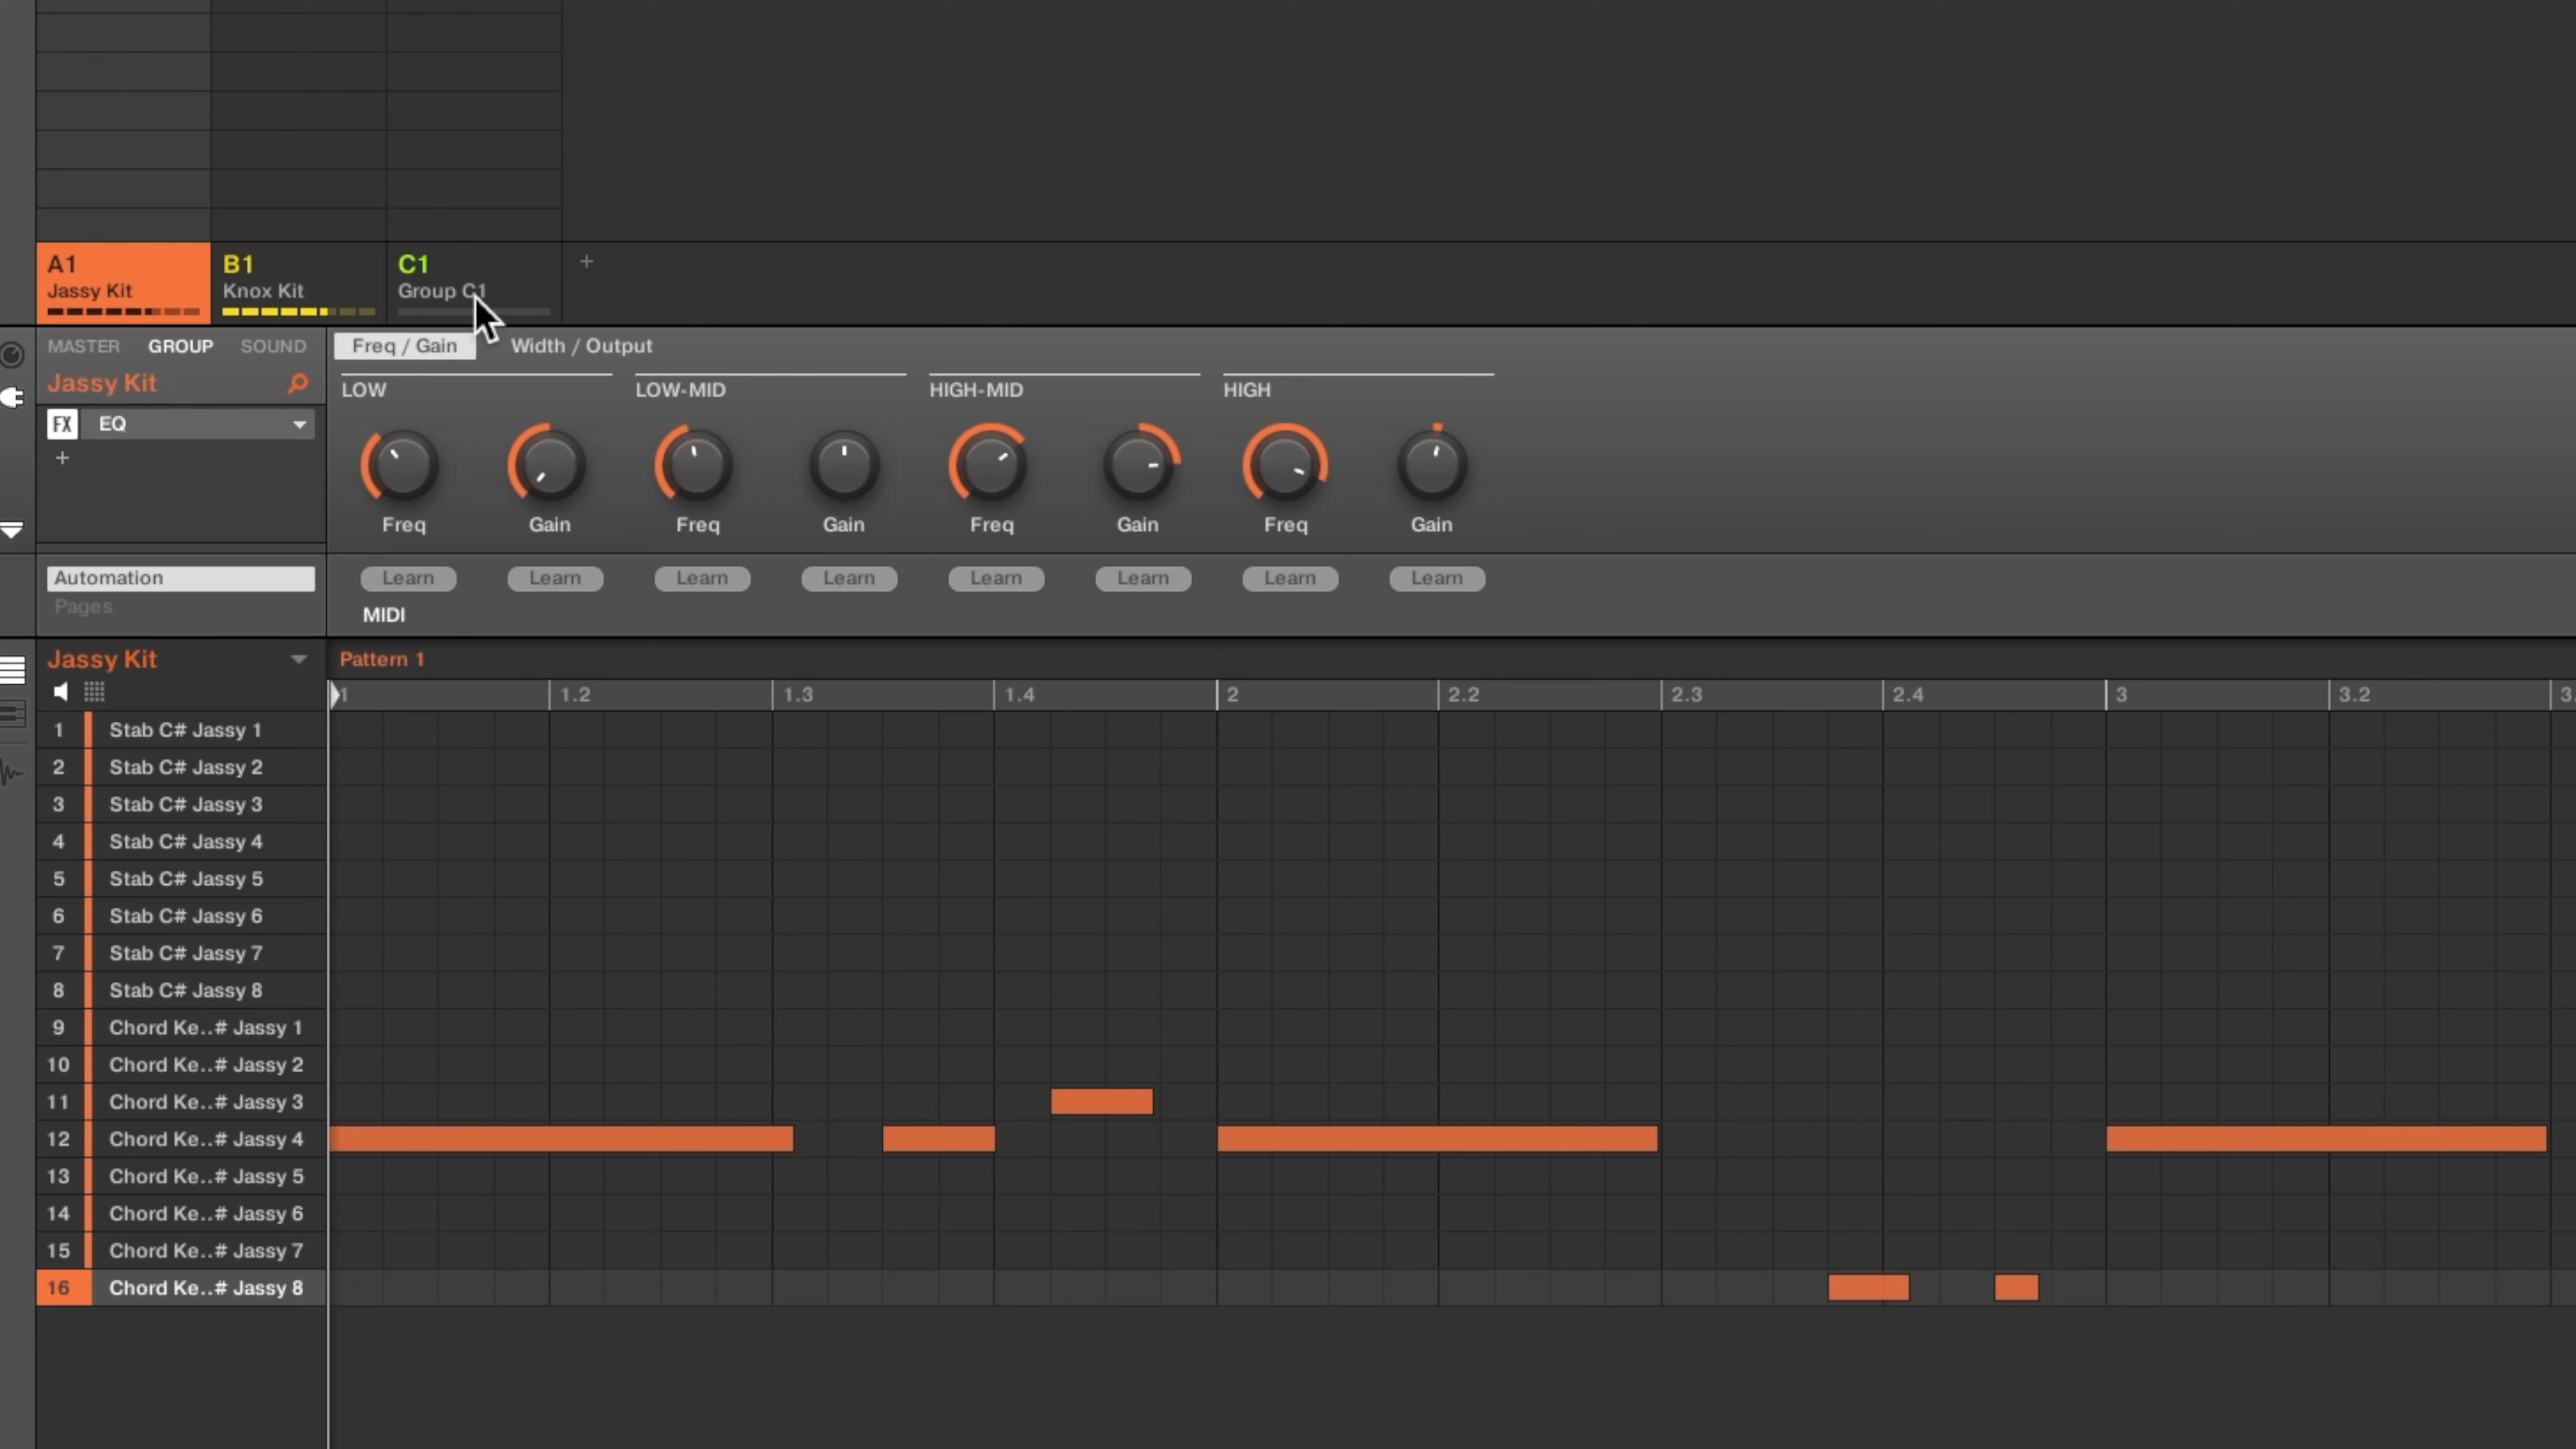 A1 B1 C1 +
Jassy Kit Knox Kit Group C1
MASTER GROUP SOUND Freq / Gain Width / Output
Jassy Kit
LOW LOW-MID HIGH-MID HIGH
FX EQ
+
Freq Gain Freq Gain Freq Gain Freq Gain
Automation Learn Learn Learn Learn Learn Learn Learn Learn
Pages
MIDI
Jassy Kit Pattern 1
1 1.2 1.3 1.4 2 2.2 2.3 2.4 3 3.2 3.
1 Stab C# Jassy 1
2 Stab C# Jassy 2
3 Stab C# Jassy 3
4 Stab C# Jassy 4
5 Stab C# Jassy 5
6 Stab C# Jassy 6
7 Stab C# Jassy 7
8 Stab C# Jassy 8
9 Chord Ke..# Jassy 1
10 Chord Ke..# Jassy 2
11 Chord Ke..# Jassy 3
12 Chord Ke..# Jassy 4
13 Chord Ke..# Jassy 5
14 Chord Ke..# Jassy 6
15 Chord Ke..# Jassy 7
16 Chord Ke..# Jassy 8